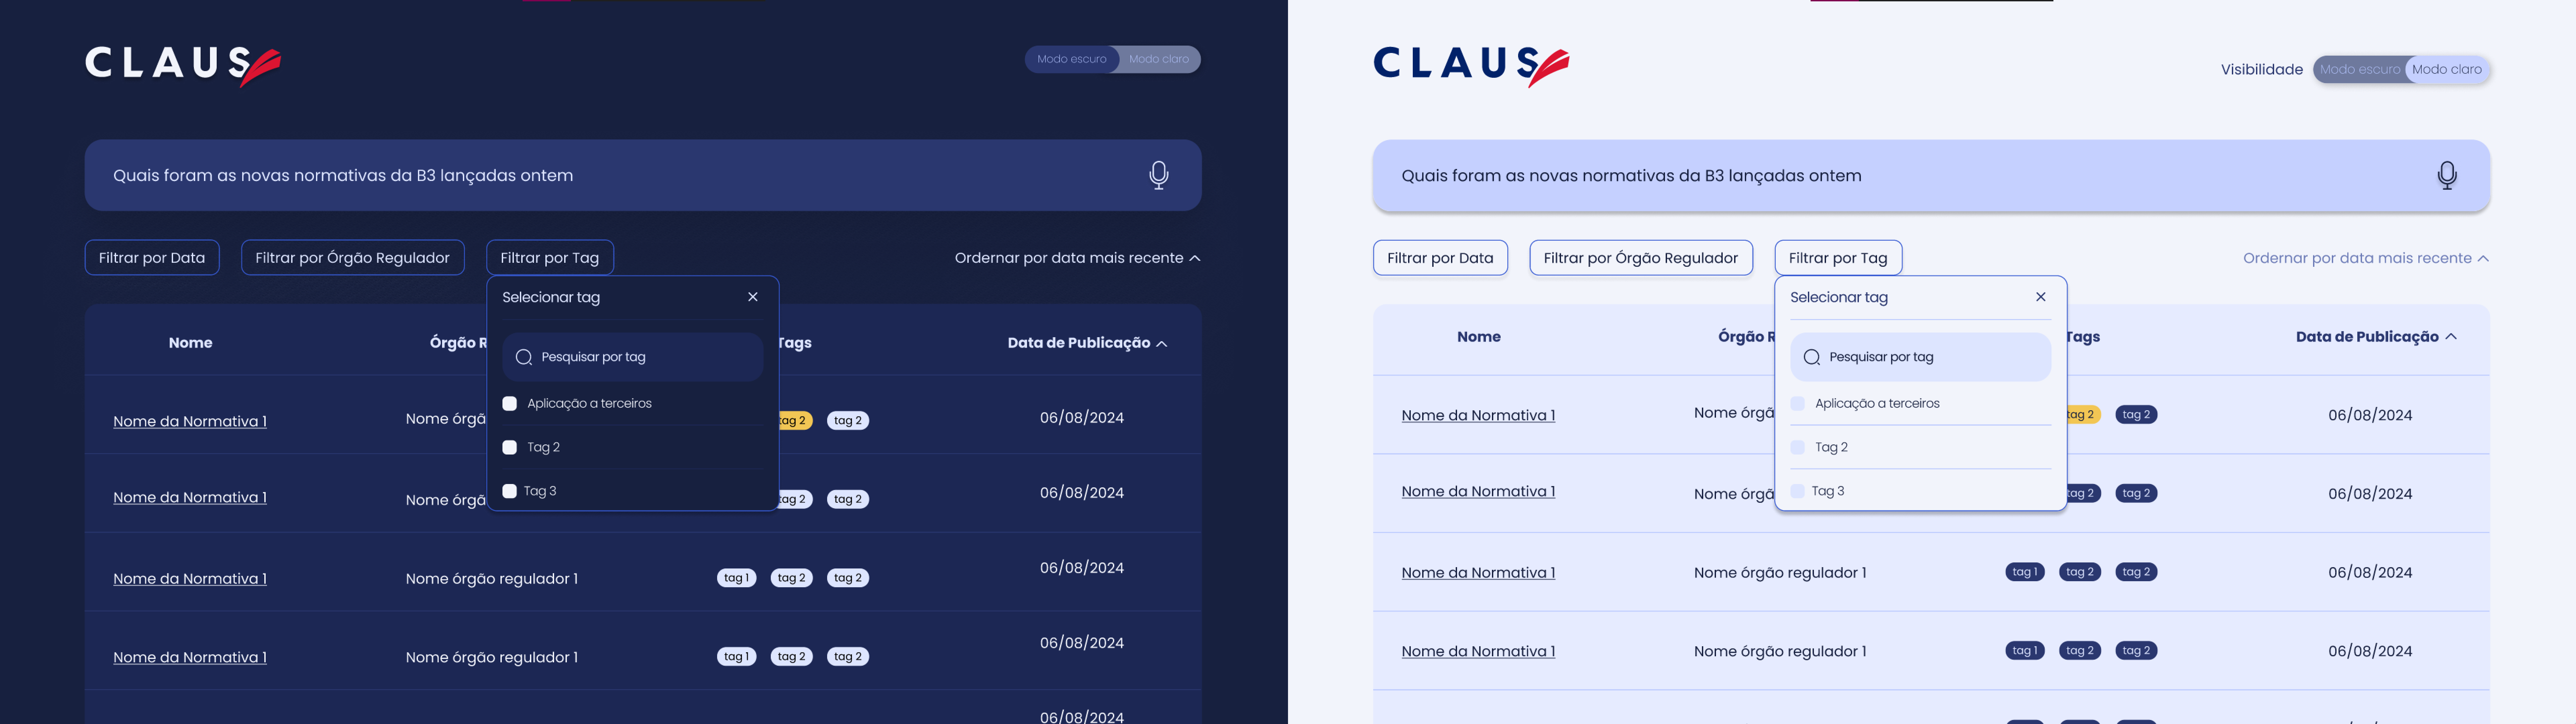 CLAUS
Modo escuro Modo claro
Quais foram as novas normativas da B3 lançadas ontem
Filtrar por Data Filtrar por Órgão Regulador Filtrar por Tag Ordernar por data mais recente
Selecionar tag
Nome Órgão R Tags Data de Publicação
Pesquisar por tag
Aplicação a terceiros
Nome da Normativa 1 Nome órgã tag 2 tag 2 06/08/2024
Tag 2
Nome da Normativa 1 Nome órgã tag 2 tag 2 06/08/2024
Tag 3
Nome da Normativa 1 Nome órgão regulador 1 tag 1 tag 2 tag 2 06/08/2024
Nome da Normativa 1 Nome órgão regulador 1 tag 1 tag 2 tag 2 06/08/2024
06/08/2024
CLAUS
Visibilidade Modo escuro Modo claro
Quais foram as novas normativas da B3 lançadas ontem
Filtrar por Data Filtrar por Órgão Regulador Filtrar por Tag Ordernar por data mais recente
Selecionar tag
Nome Órgão R Tags Data de Publicação
Pesquisar por tag
Aplicação a terceiros
Nome da Normativa 1 Nome órgã tag 2 tag 2 06/08/2024
Tag 2
Nome da Normativa 1 Nome órgã tag 2 tag 2 06/08/2024
Tag 3
Nome da Normativa 1 Nome órgão regulador 1 tag 1 tag 2 tag 2 06/08/2024
Nome da Normativa 1 Nome órgão regulador 1 tag 1 tag 2 tag 2 06/08/2024